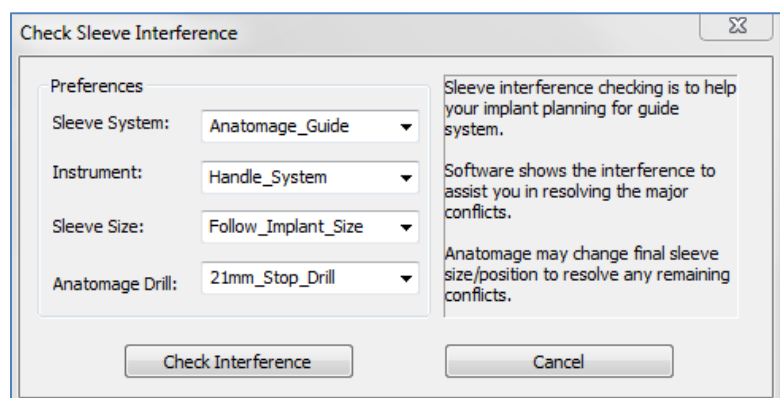 Check Sleeve Interference
Preferences
Sleeve System:
Anatomage_Guide
Instrument:
Handle_System
Sleeve Size:
Follow_Implant_Size
Anatomage Drill:
21mm_Stop_Drill
Sleeve interference checking is to help
your implant planning for guide
system.
Software shows the interference to
assist you in resolving the major
conflicts.
Anatomage may change final sleeve
size/position to resolve any remaining
conflicts.
Check Interference
Cancel